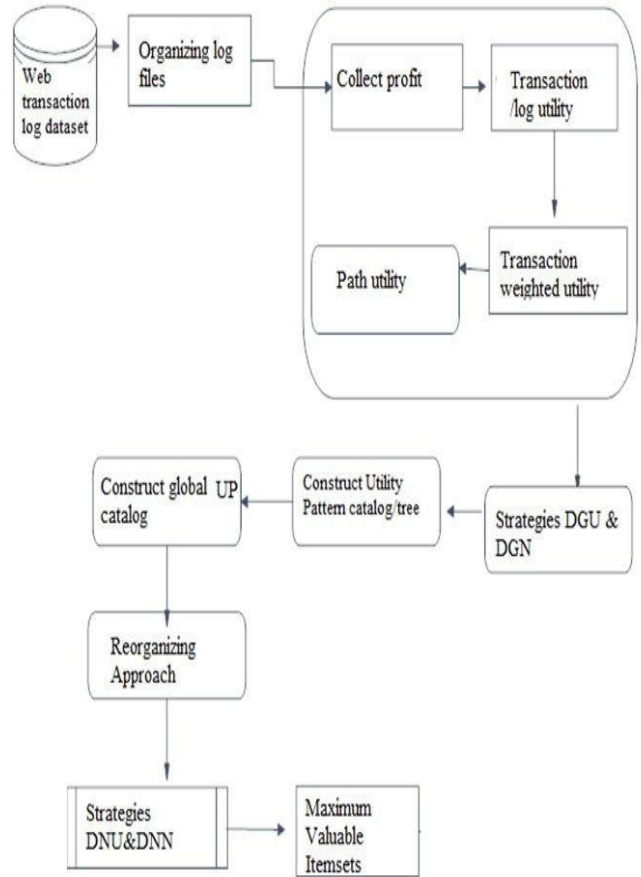 Web
transaction
log dataset
Organizing log
files
Collect profit
Transaction
/log utility
Transaction
weighted utility
Path utility
Strategies DGU &
DGN
Construct Utility
Pattern catalog/tree
Construct global UP
catalog
Reorganizing
Approach
Strategies
DNU&DNN
Maximum
Valuable
Itemsets